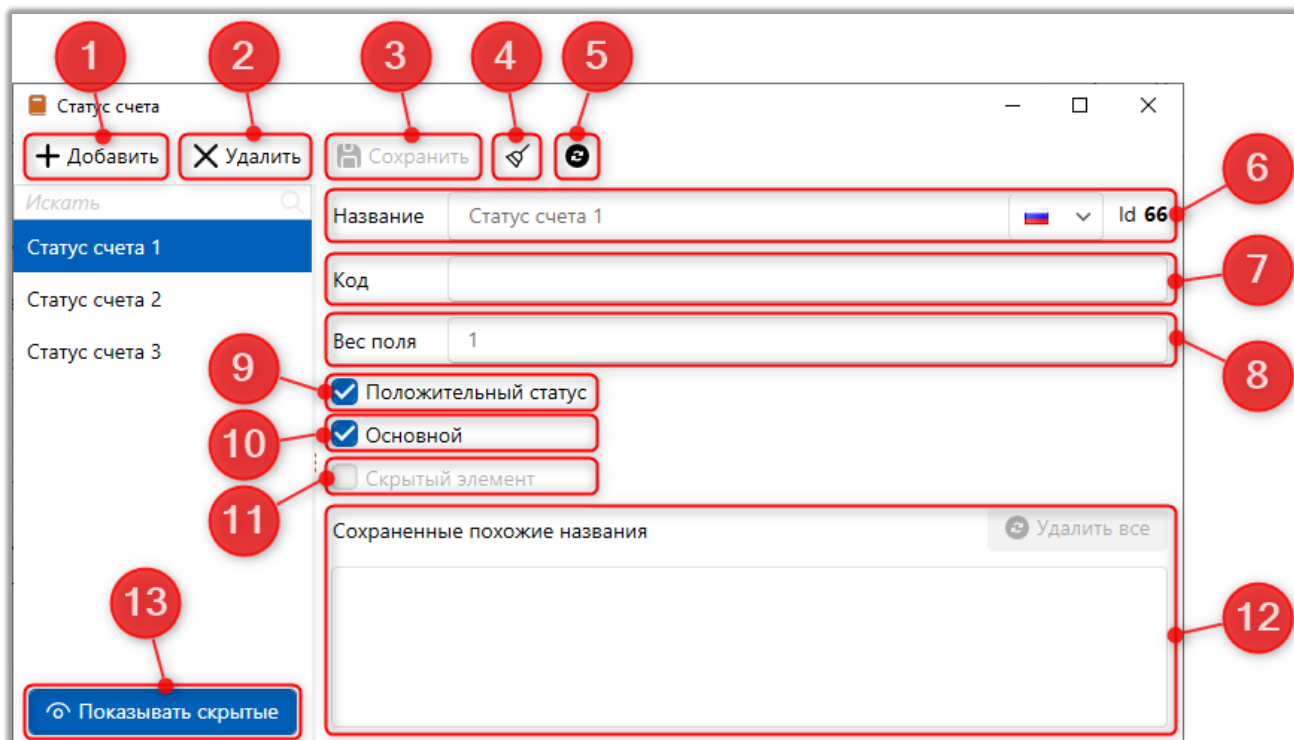 1 2 3 4 5
Статус счета
Добавить Удалить Сохранить
Искать
Название Статус счета 1 Id 66
6
Статус счета 1
Код
7
Статус счета 2
Вес поля 1
8
Статус счета 3
9
Положительный статус
10
Основной
11
Скрытый элемент
Сохраненные похожие названия Удалить все
12
13
Показывать скрытые